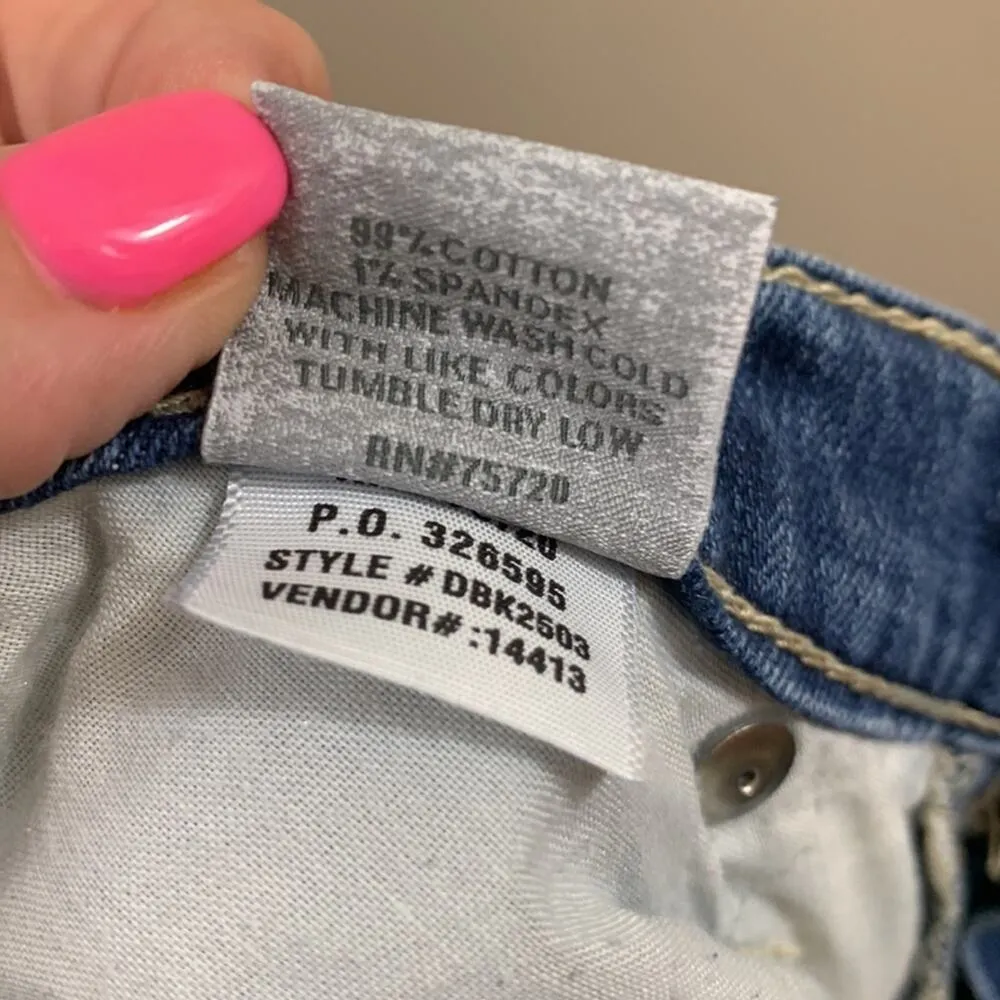 99% COTTON
1% SPANDEX
MACHINE WASH COLD
WITH LIKE COLORS
TUMBLE DRY LOW
RN#75720
P.O. 326595
STYLE # DBK2503
VENDOR# :14413